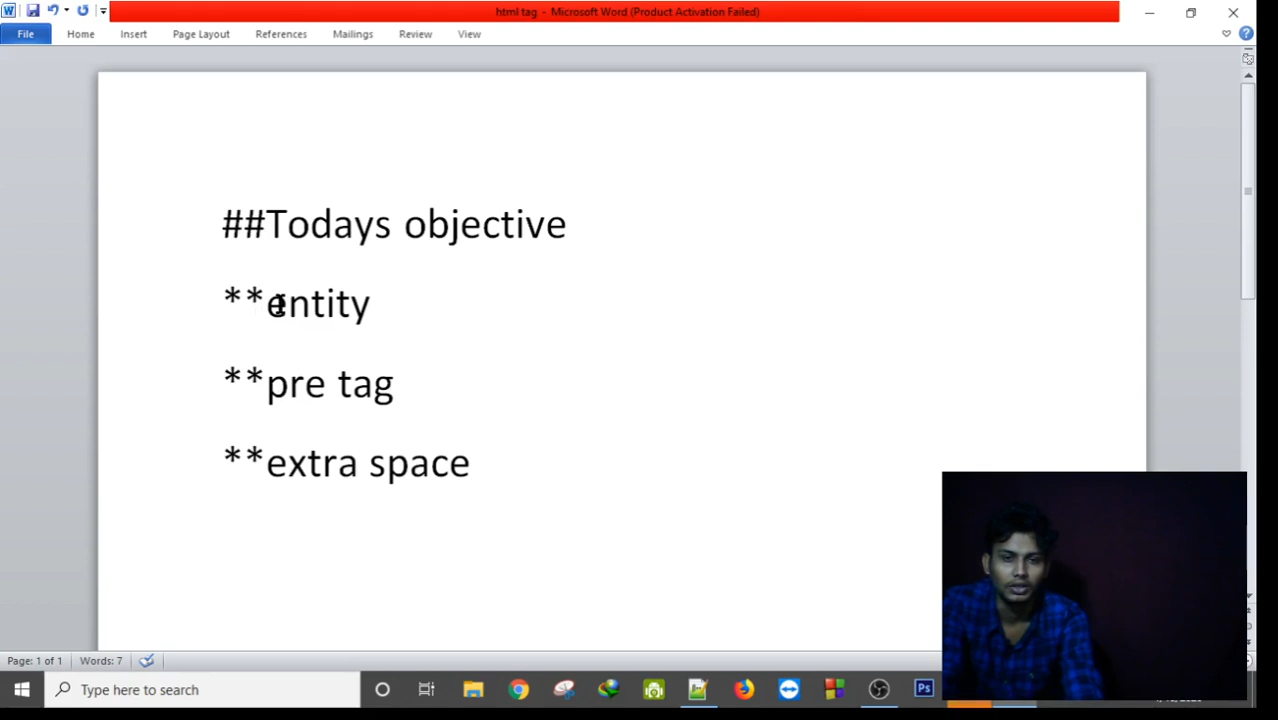 html tag - Microsoft Word (Product Activation Failed)
File Home Insert Page Layout References Mailings Review View
##Todays objective
**entity
**pre tag
**extra space
Page: 1 of 1 Words: 7
Type here to search
Ps